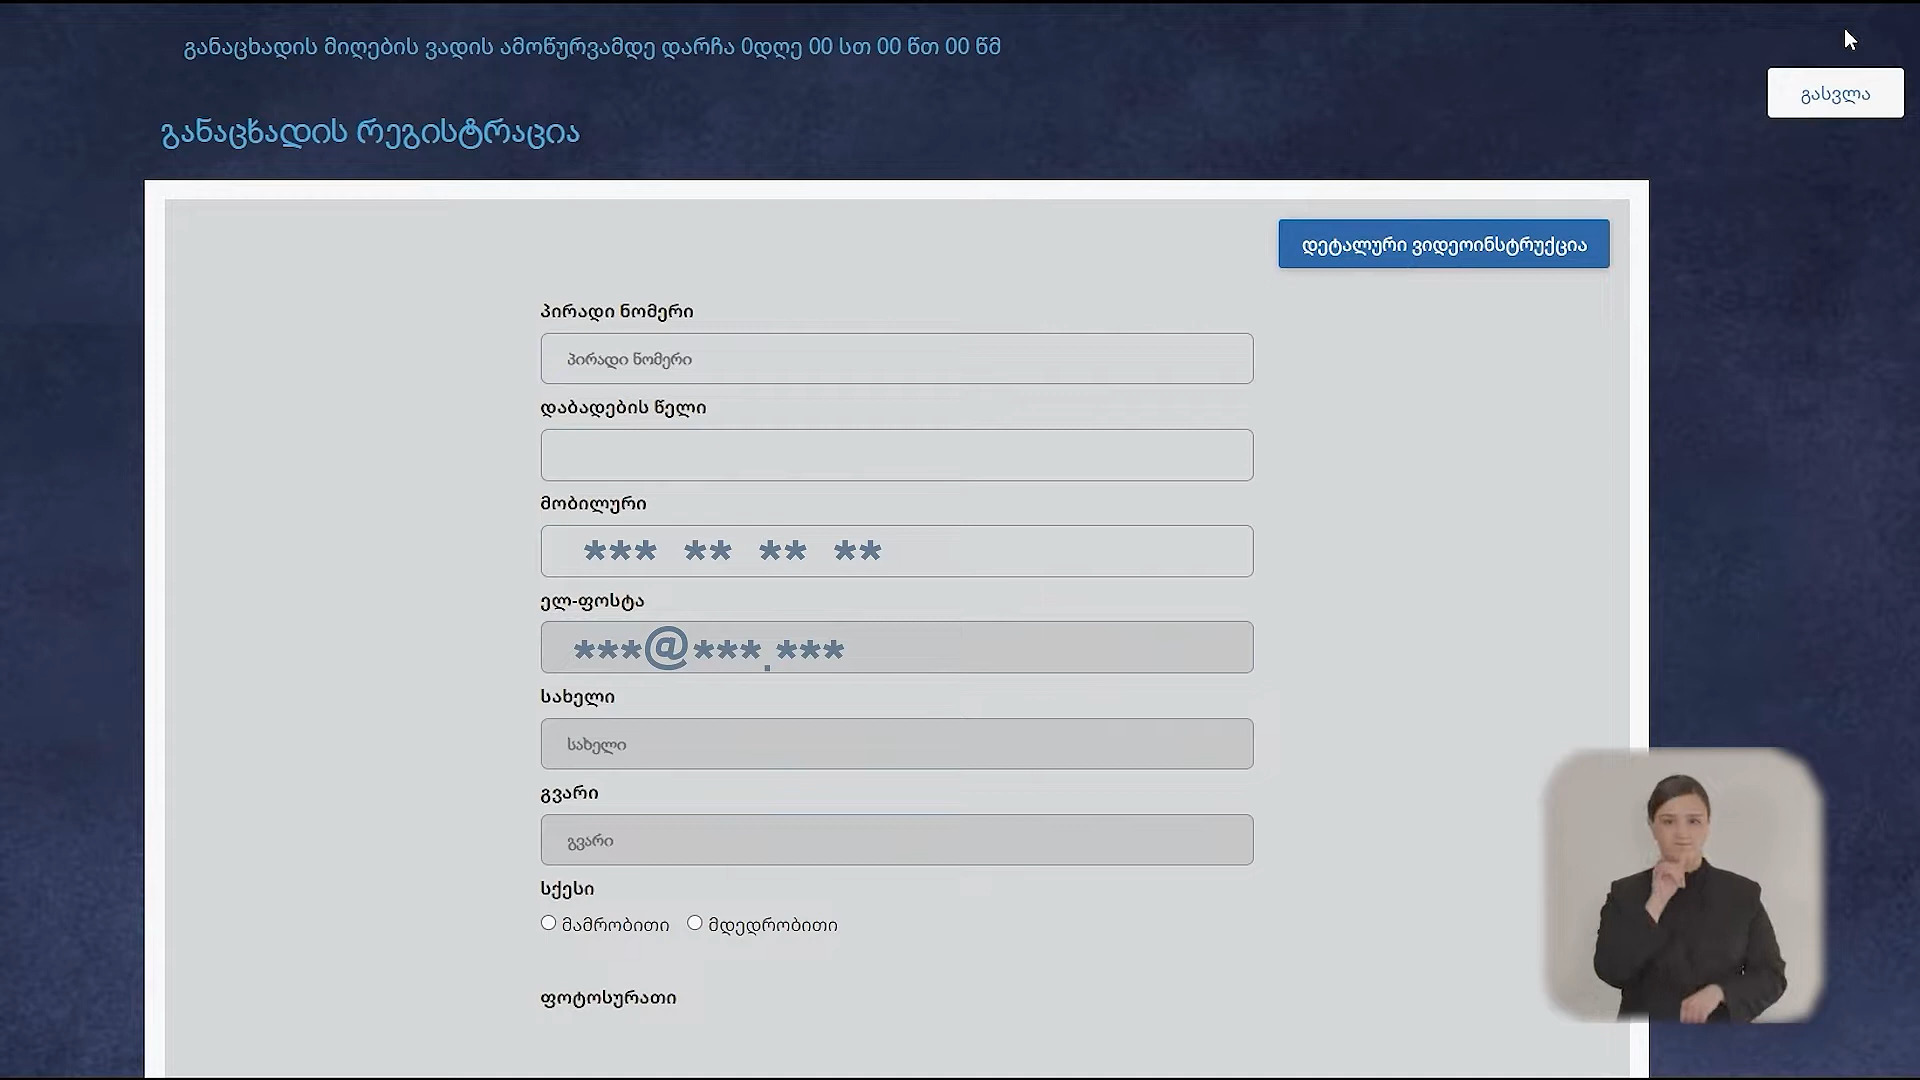 განაცხადის მიღების ვადის ამოწურვამდე დარჩა 0დღე 00 სთ 00 წთ 00 წმ
გასვლა
განაცხადის რეგისტრაცია
დეტალური ვიდეოინსტრუქცია
პირადი ნომერი
პირადი ნომერი
დაბადების წელი
მობილური
*** ** ** **
ელ-ფოსტა
***@***.***
სახელი
სახელი
გვარი
გვარი
სქესი
მამრობითი მდედრობითი
ფოტოსურათი